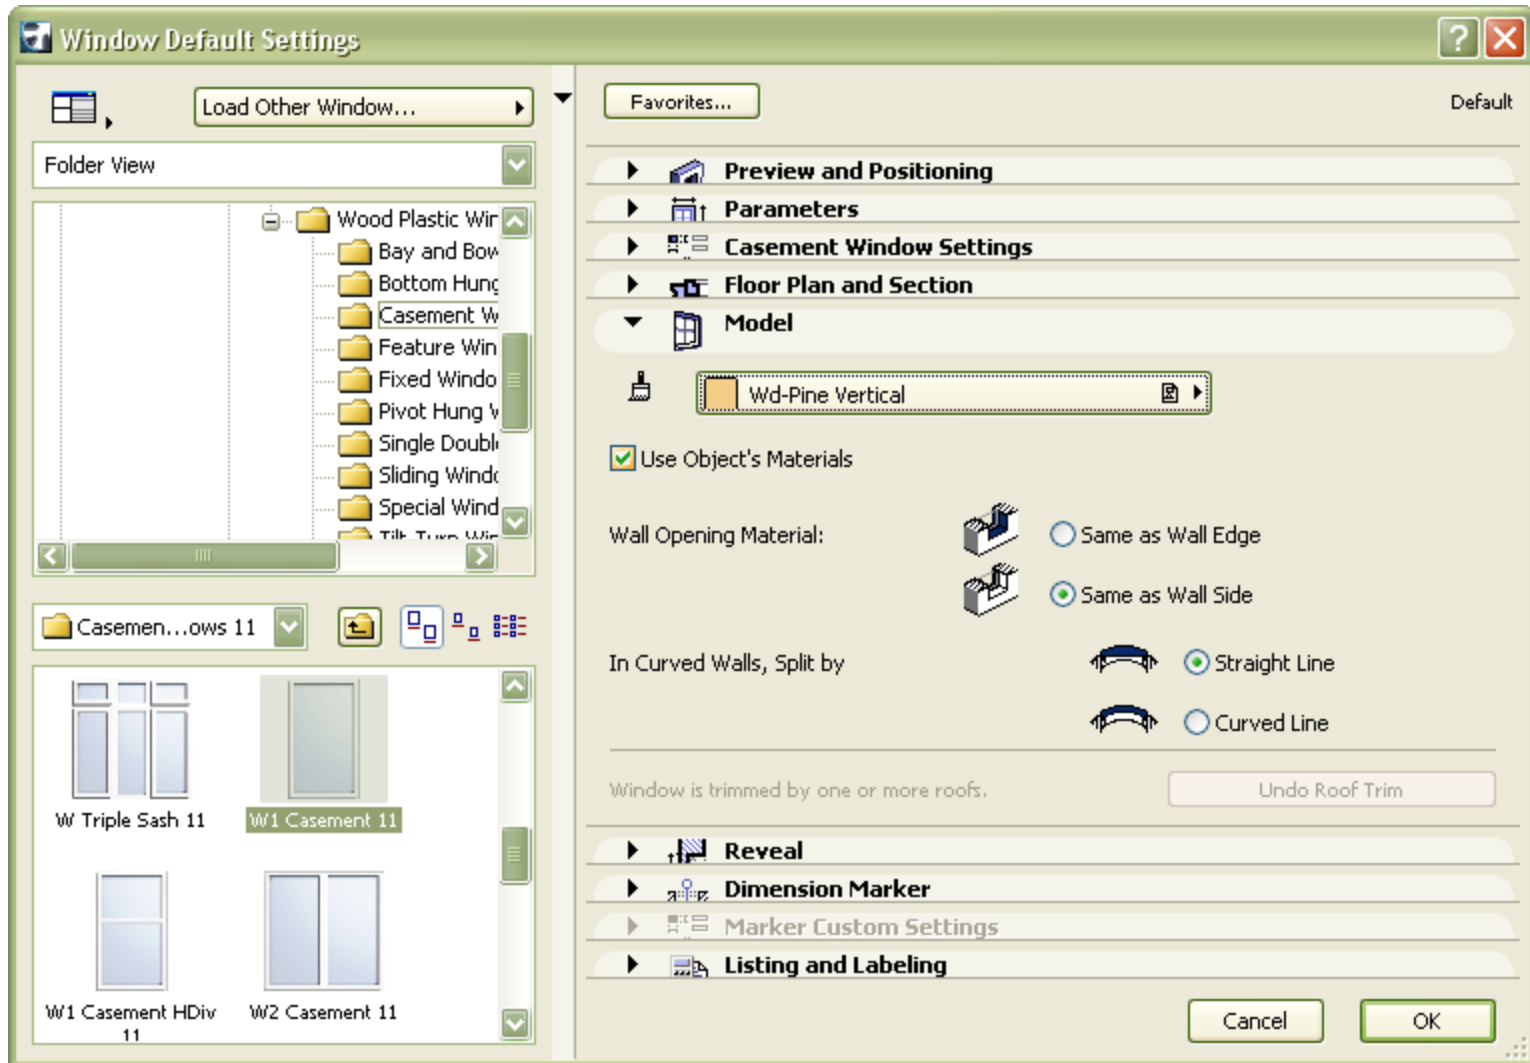 Window Default Settings
Load Other Window...
Folder View
Wood Plastic Win
Bay and Bow
Bottom Hung
Casement W
Feature Win
Fixed Windo
Pivot Hung W
Single Double
Sliding Windo
Special Wind
Tilt-Turn Win
Casemen...ows 11
W Triple Sash 11
W1 Casement 11
W1 Casement HDiv
11
W2 Casement 11
Favorites...
Default
Preview and Positioning
Parameters
Casement Window Settings
Floor Plan and Section
Model
Wd-Pine Vertical
Use Object's Materials
Wall Opening Material:
Same as Wall Edge
Same as Wall Side
In Curved Walls, Split by
Straight Line
Curved Line
Window is trimmed by one or more roofs.
Undo Roof Trim
Reveal
Dimension Marker
Marker Custom Settings
Listing and Labeling
Cancel
OK